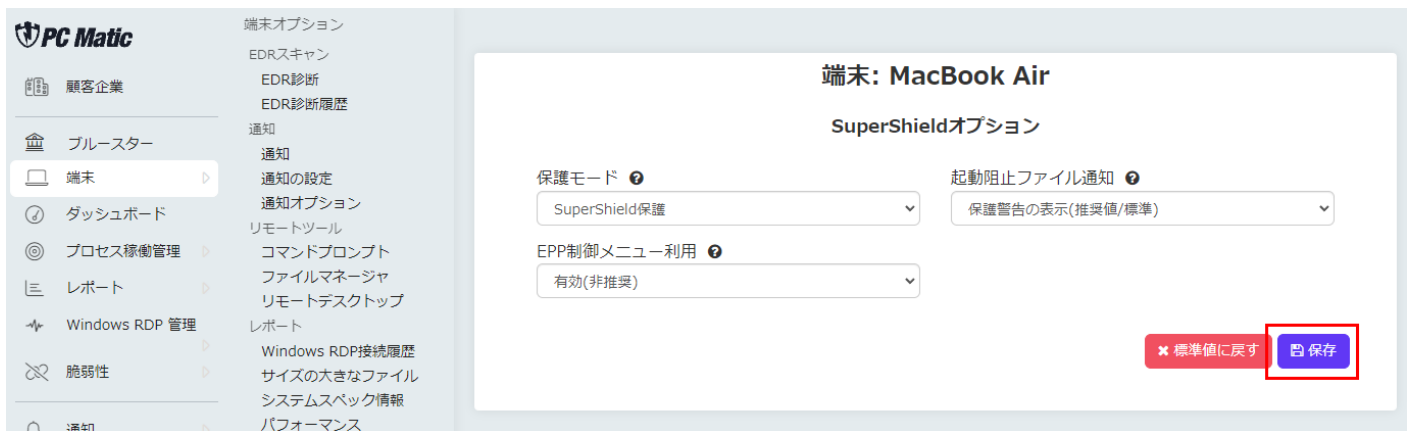 PC Matic
顧客企業
ブルースター
端末
ダッシュボード
プロセス稼働管理
レポート
Windows RDP 管理
脆弱性
通知
端末オプション
EDRスキャン
EDR診断
EDR診断履歴
通知
通知
通知の設定
通知オプション
リモートツール
コマンドプロンプト
ファイルマネージャ
リモートデスクトップ
レポート
Windows RDP接続履歴
サイズの大きなファイル
システムスペック情報
パフォーマンス
端末: MacBook Air
SuperShieldオプション
保護モード
SuperShield保護
起動阻止ファイル通知
保護警告の表示(推奨値/標準)
EPP制御メニュー利用
有効(非推奨)
標準値に戻す
保存